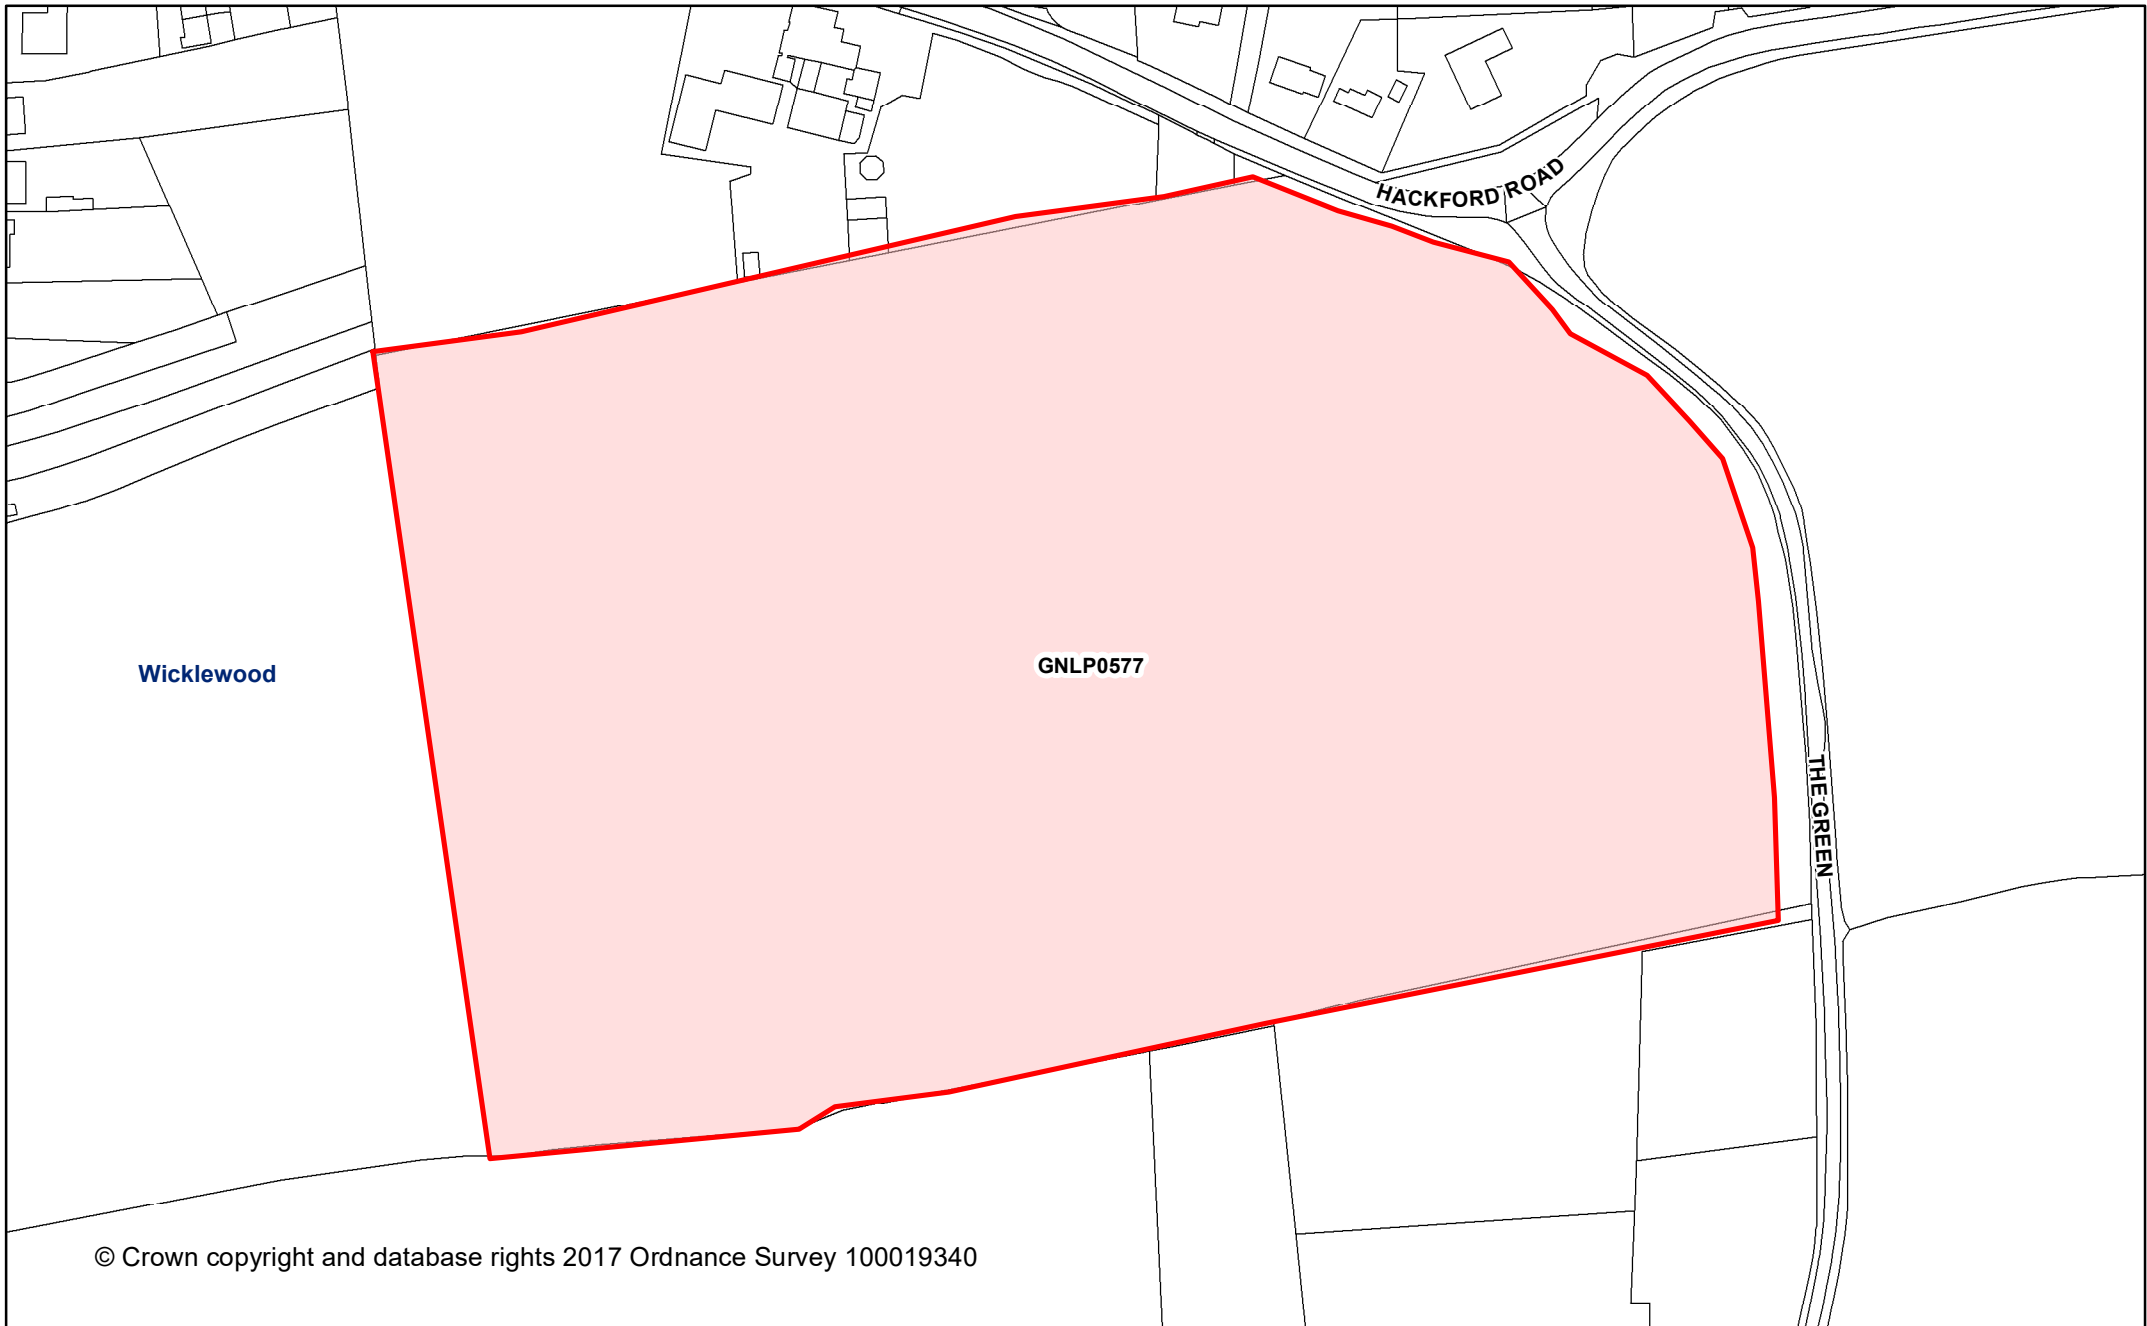 HACKFORD ROAD
Wicklewood
GNLP0577
THE GREEN
© Crown copyright and database rights 2017 Ordnance Survey 100019340